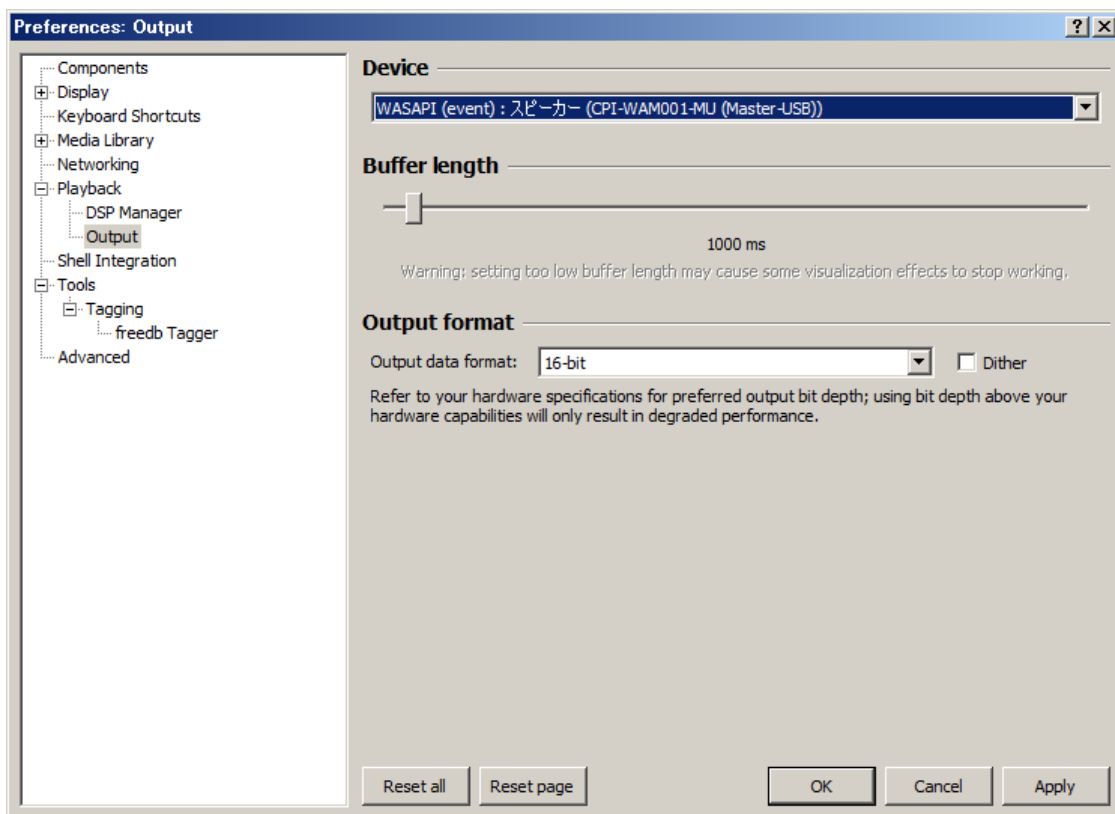 Preferences: Output
Components
Display
Keyboard Shortcuts
Media Library
Networking
Playback
DSP Manager
Output
Shell Integration
Tools
Tagging
freedb Tagger
Advanced
Device
WASAPI (event) : スピーカー (CPI-WAM001-MU (Master-USB))
Buffer length
1000 ms
Warning: setting too low buffer length may cause some visualization effects to stop working.
Output format
Output data format: 16-bit Dither
Refer to your hardware specifications for preferred output bit depth; using bit depth above your
hardware capabilities will only result in degraded performance.
Reset all Reset page OK Cancel Apply